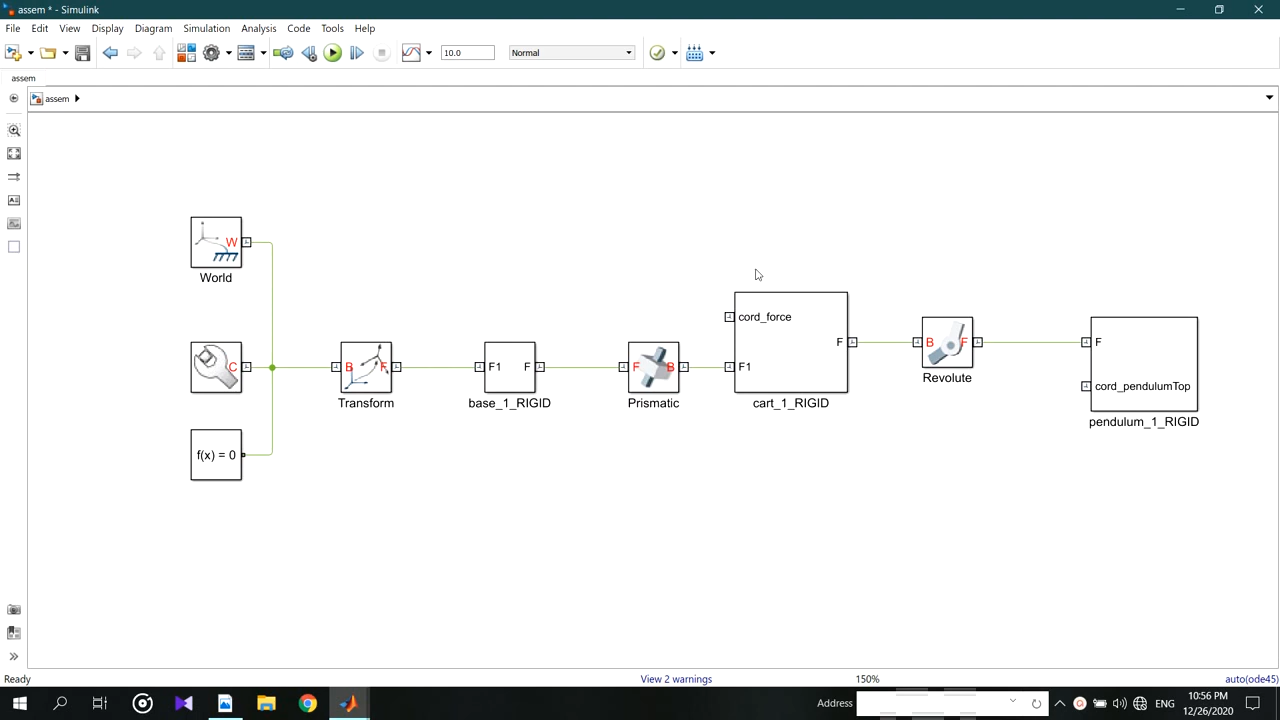 assem * - Simulink
File Edit View Display Diagram Simulation Analysis Code Tools Help
10.0 Normal
assem
assem
W
World
C
f(x) = 0
B F
Transform
F1 F
base_1_RIGID
F B
Prismatic
cord_force
F
F1
cart_1_RIGID
B F
Revolute
F
cord_pendulumTop
pendulum_1_RIGID
Ready View 2 warnings 150% auto(ode45)
Address ENG 10:56 PM
12/26/2020